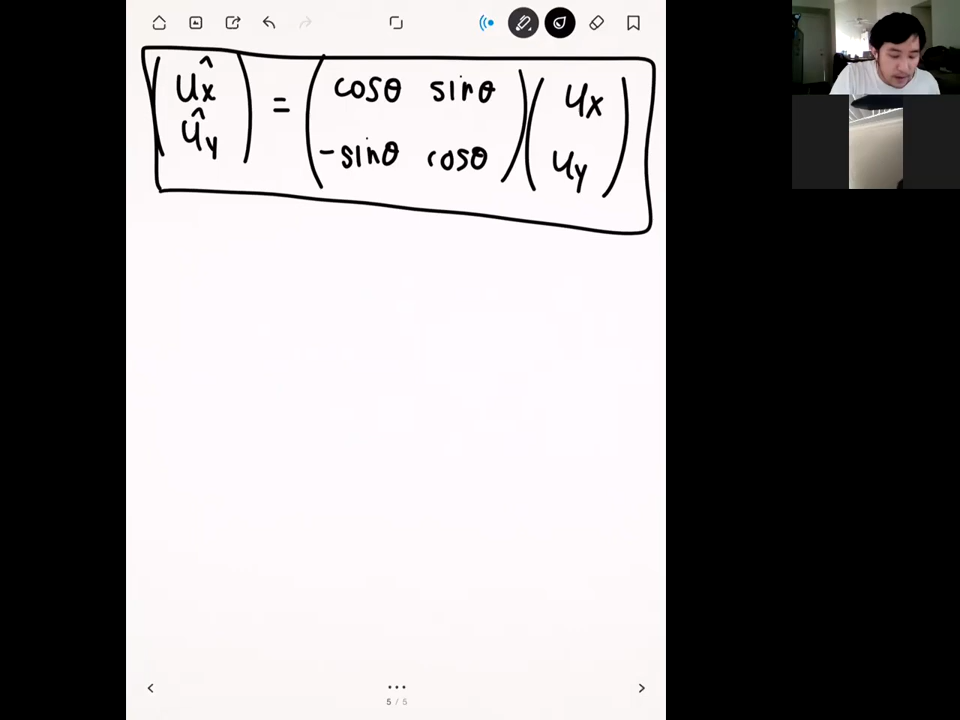 (ûx) = (cosθ sinθ)(ux)
(ûy) (-sinθ cosθ)(uy)
5 / 5